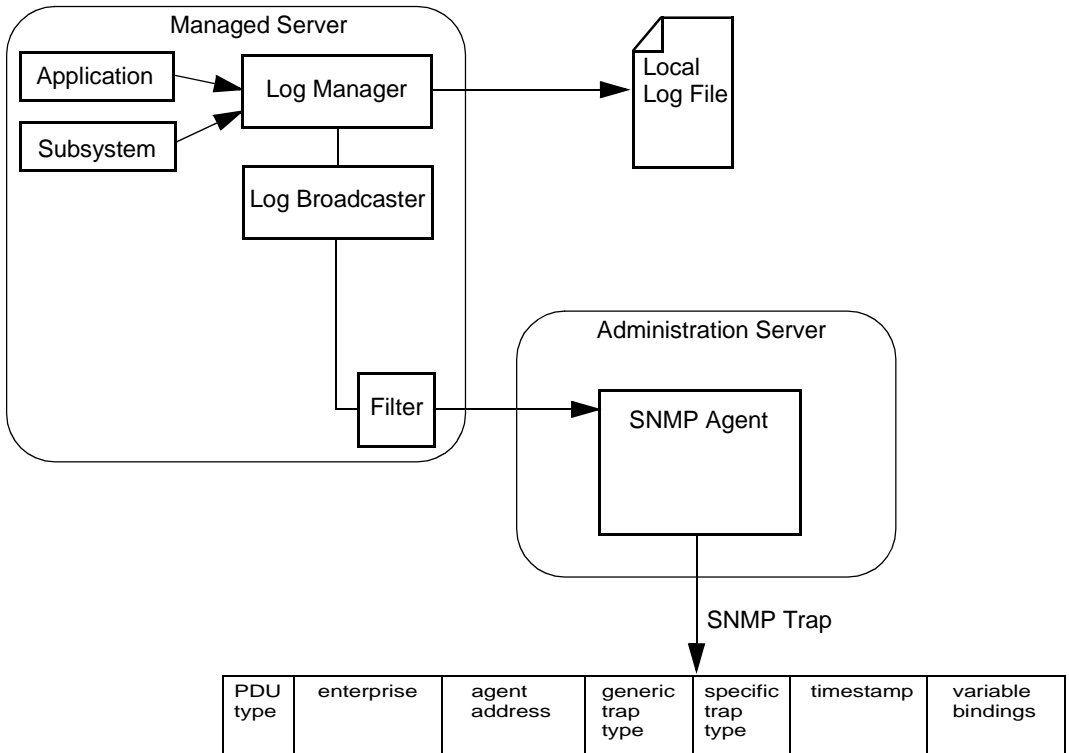 Managed Server
Application
Log Manager
Local
Log File
Subsystem
Log Broadcaster
Administration Server
Filter
SNMP Agent
SNMP Trap
PDU
type
enterprise
agent
address
generic
trap
type
specific
trap
type
timestamp
variable
bindings